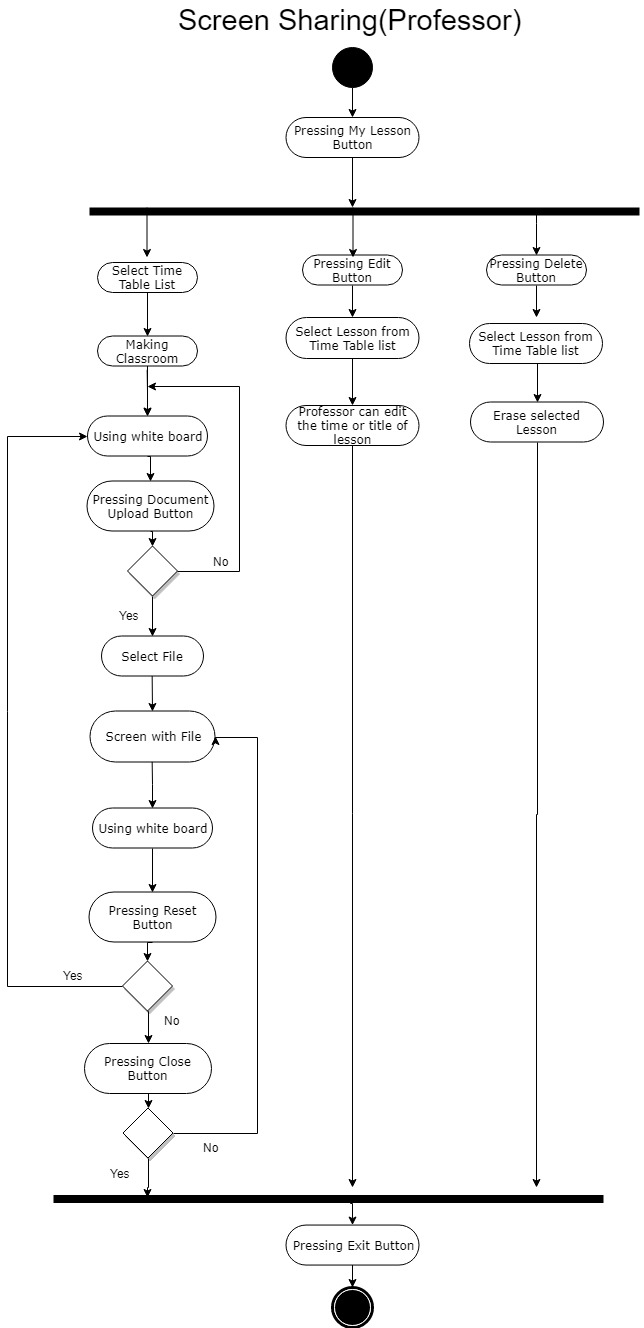 Screen Sharing(Professor)
Pressing My Lesson
Button
Select Time
Table List
Pressing Edit
Button
Pressing Delete
Button
Making
Classroom
Select Lesson from
Time Table list
Select Lesson from
Time Table list
Using white board
Professor can edit
the time or title of
lesson
Erase selected
Lesson
Pressing Document
Upload Button
No
Yes
Select File
Screen with File
Using white board
Pressing Reset
Button
Yes
No
Pressing Close
Button
No
Yes
Pressing Exit Button